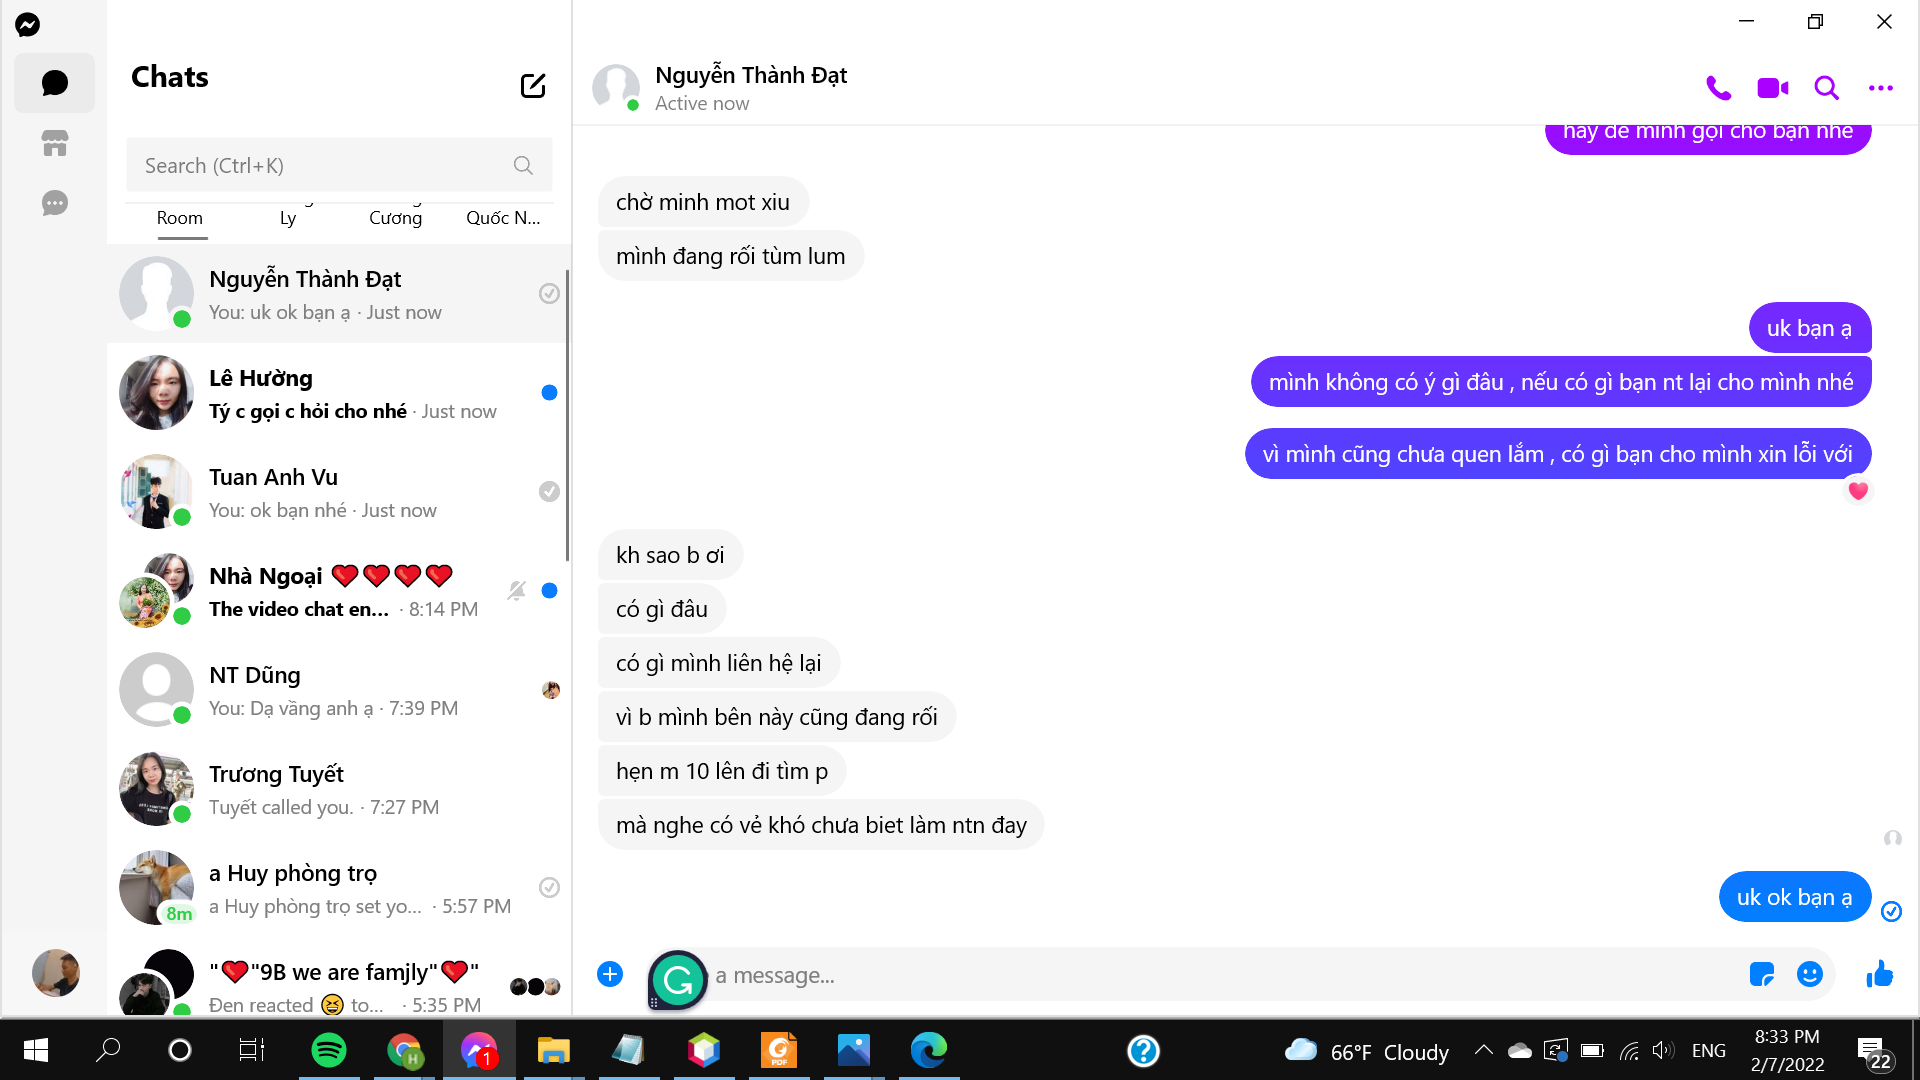 Chats
Search (Ctrl+K)
Room
Ly
Cương
Quốc N...
Nguyễn Thành Đạt
You: uk ok bạn ạ · Just now
Lê Hường
Tý c gọi c hỏi cho nhé · Just now
Tuan Anh Vu
You: ok bạn nhé · Just now
Nhà Ngoại ❤❤❤❤
The video chat en... · 8:14 PM
NT Dũng
You: Dạ vầng anh ạ · 7:39 PM
Trương Tuyết
Tuyết called you. · 7:27 PM
a Huy phòng trọ
a Huy phòng trọ set yo... · 5:57 PM
8m
"❤"9B we are famjly"❤"
Đen reacted 😆 to... · 5:35 PM
Nguyễn Thành Đạt
Active now
hay de minh gọi cho bạn nhé
chờ minh mot xiu
mình đang rối tùm lum
uk bạn ạ
mình không có ý gì đâu , nếu có gì bạn nt lại cho mình nhé
vì mình cũng chưa quen lắm , có gì bạn cho mình xin lỗi với
kh sao b ơi
có gì đâu
có gì mình liên hệ lại
vì b mình bên này cũng đang rối
hẹn m 10 lên đi tìm p
mà nghe có vẻ khó chưa biet làm ntn đay
uk ok bạn ạ
a message...
H
1
PDF
66°F Cloudy
ENG
8:33 PM
2/7/2022
22